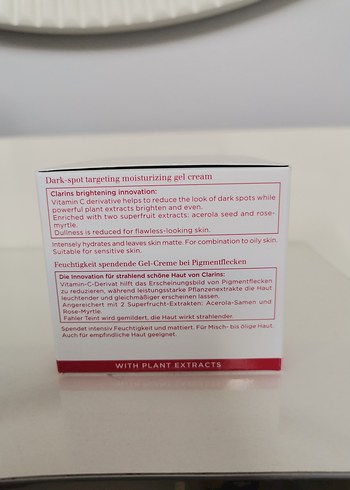 Dark-spot targeting moisturizing gel cream
Clarins brightening innovation:
Vitamin C derivative helps to reduce the look of dark spots while
powerful plant extracts brighten and even.
Enriched with two superfruit extracts: acerola seed and rose-
myrtle.
Dullness is reduced for flawless-looking skin.
Intensely hydrates and leaves skin matte. For combination to oily skin.
Suitable for sensitive skin.
Feuchtigkeit spendende Gel-Creme bei Pigmentflecken
Die Innovation für strahlend schöne Haut von Clarins:
Vitamin-C-Derivat hilft das Erscheinungsbild von Pigmentflecken
zu reduzieren, während leistungsstarke Pflanzenextrakte die Haut
leuchtender und gleichmäßiger erscheinen lassen.
Angereichert mit 2 Superfrucht-Extrakten: Acerola-Samen und
Rose-Myrtle.
Fahler Teint wird gemildert, die Haut wirkt strahlender.
Spendet intensiv Feuchtigkeit und mattiert. Für Misch- bis ölige Haut.
Auch für empfindliche Haut geeignet.
WITH PLANT EXTRACTS